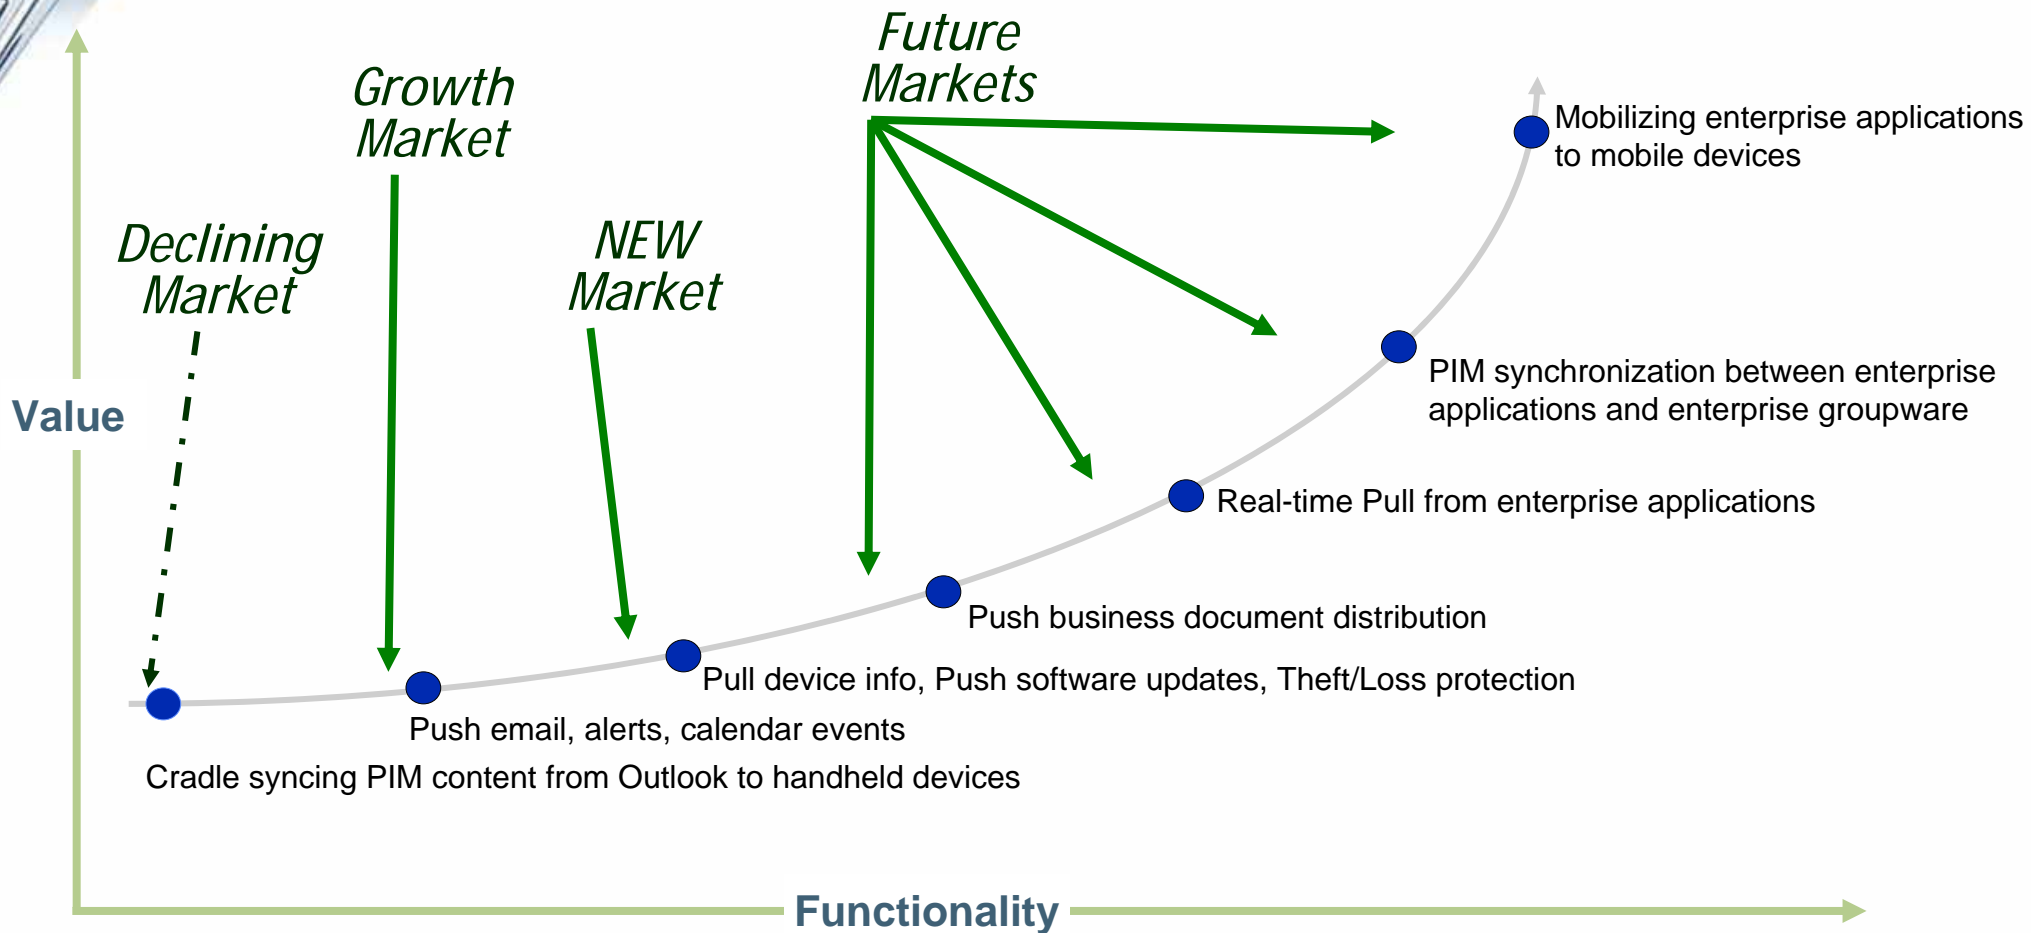 Future
Markets
Growth
Market
Mobilizing enterprise applications
to mobile devices
Declining
Market
NEW
Market
PIM synchronization between enterprise
applications and enterprise groupware
Value
Real-time Pull from enterprise applications
Push business document distribution
Pull device info, Push software updates, Theft/Loss protection
Push email, alerts, calendar events
Cradle syncing PIM content from Outlook to handheld devices
Functionality